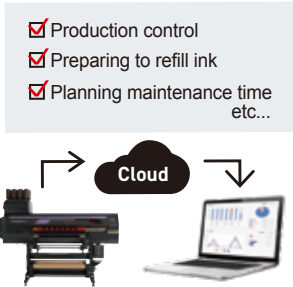 Production control
Preparing to refill ink
Planning maintenance time
etc...
Cloud